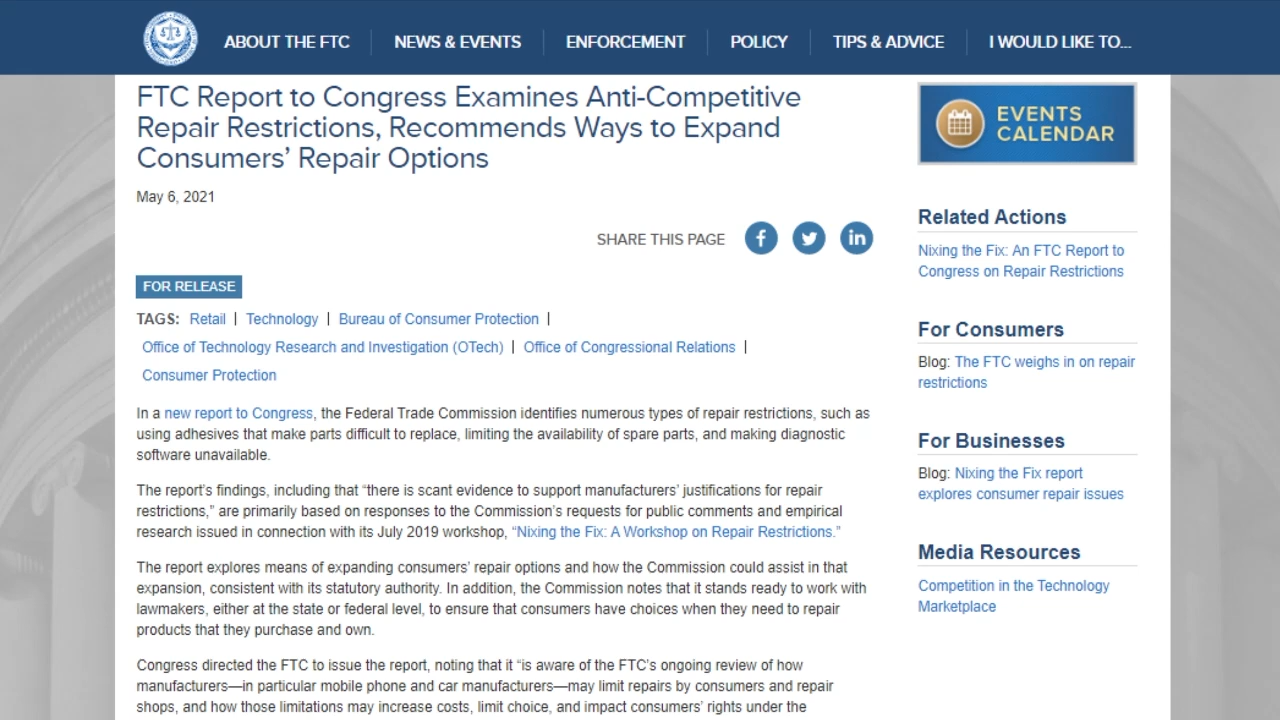 ABOUT THE FTC NEWS & EVENTS ENFORCEMENT POLICY TIPS & ADVICE I WOULD LIKE TO...
FTC Report to Congress Examines Anti-Competitive
Repair Restrictions, Recommends Ways to Expand
Consumers’ Repair Options
May 6, 2021
SHARE THIS PAGE
FOR RELEASE
TAGS: Retail | Technology | Bureau of Consumer Protection |
Office of Technology Research and Investigation (OTech) | Office of Congressional Relations |
Consumer Protection
In a new report to Congress, the Federal Trade Commission identifies numerous types of repair restrictions, such as
using adhesives that make parts difficult to replace, limiting the availability of spare parts, and making diagnostic
software unavailable.
The report’s findings, including that “there is scant evidence to support manufacturers’ justifications for repair
restrictions,” are primarily based on responses to the Commission’s requests for public comments and empirical
research issued in connection with its July 2019 workshop, “Nixing the Fix: A Workshop on Repair Restrictions.”
The report explores means of expanding consumers’ repair options and how the Commission could assist in that
expansion, consistent with its statutory authority. In addition, the Commission notes that it stands ready to work with
lawmakers, either at the state or federal level, to ensure that consumers have choices when they need to repair
products that they purchase and own.
Congress directed the FTC to issue the report, noting that it “is aware of the FTC’s ongoing review of how
manufacturers—in particular mobile phone and car manufacturers—may limit repairs by consumers and repair
shops, and how those limitations may increase costs, limit choice, and impact consumers’ rights under the
EVENTS
CALENDAR
Related Actions
Nixing the Fix: An FTC Report to
Congress on Repair Restrictions
For Consumers
Blog: The FTC weighs in on repair
restrictions
For Businesses
Blog: Nixing the Fix report
explores consumer repair issues
Media Resources
Competition in the Technology
Marketplace